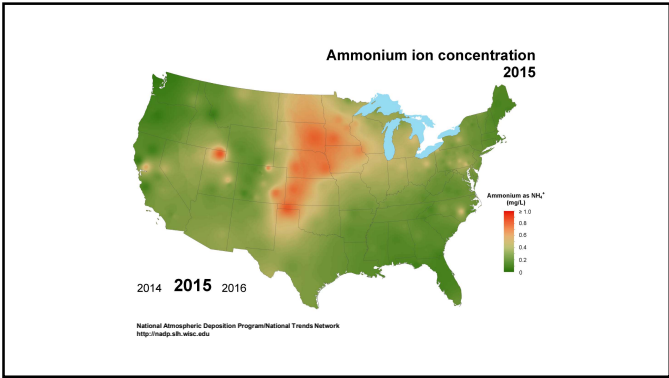 Ammonium ion concentration
2015
Ammonium as NH₄⁺
(mg/L)
≥ 1.0
0.8
0.6
0.4
0.2
0
2014 2015 2016
National Atmospheric Deposition Program/National Trends Network
http://nadp.slh.wisc.edu